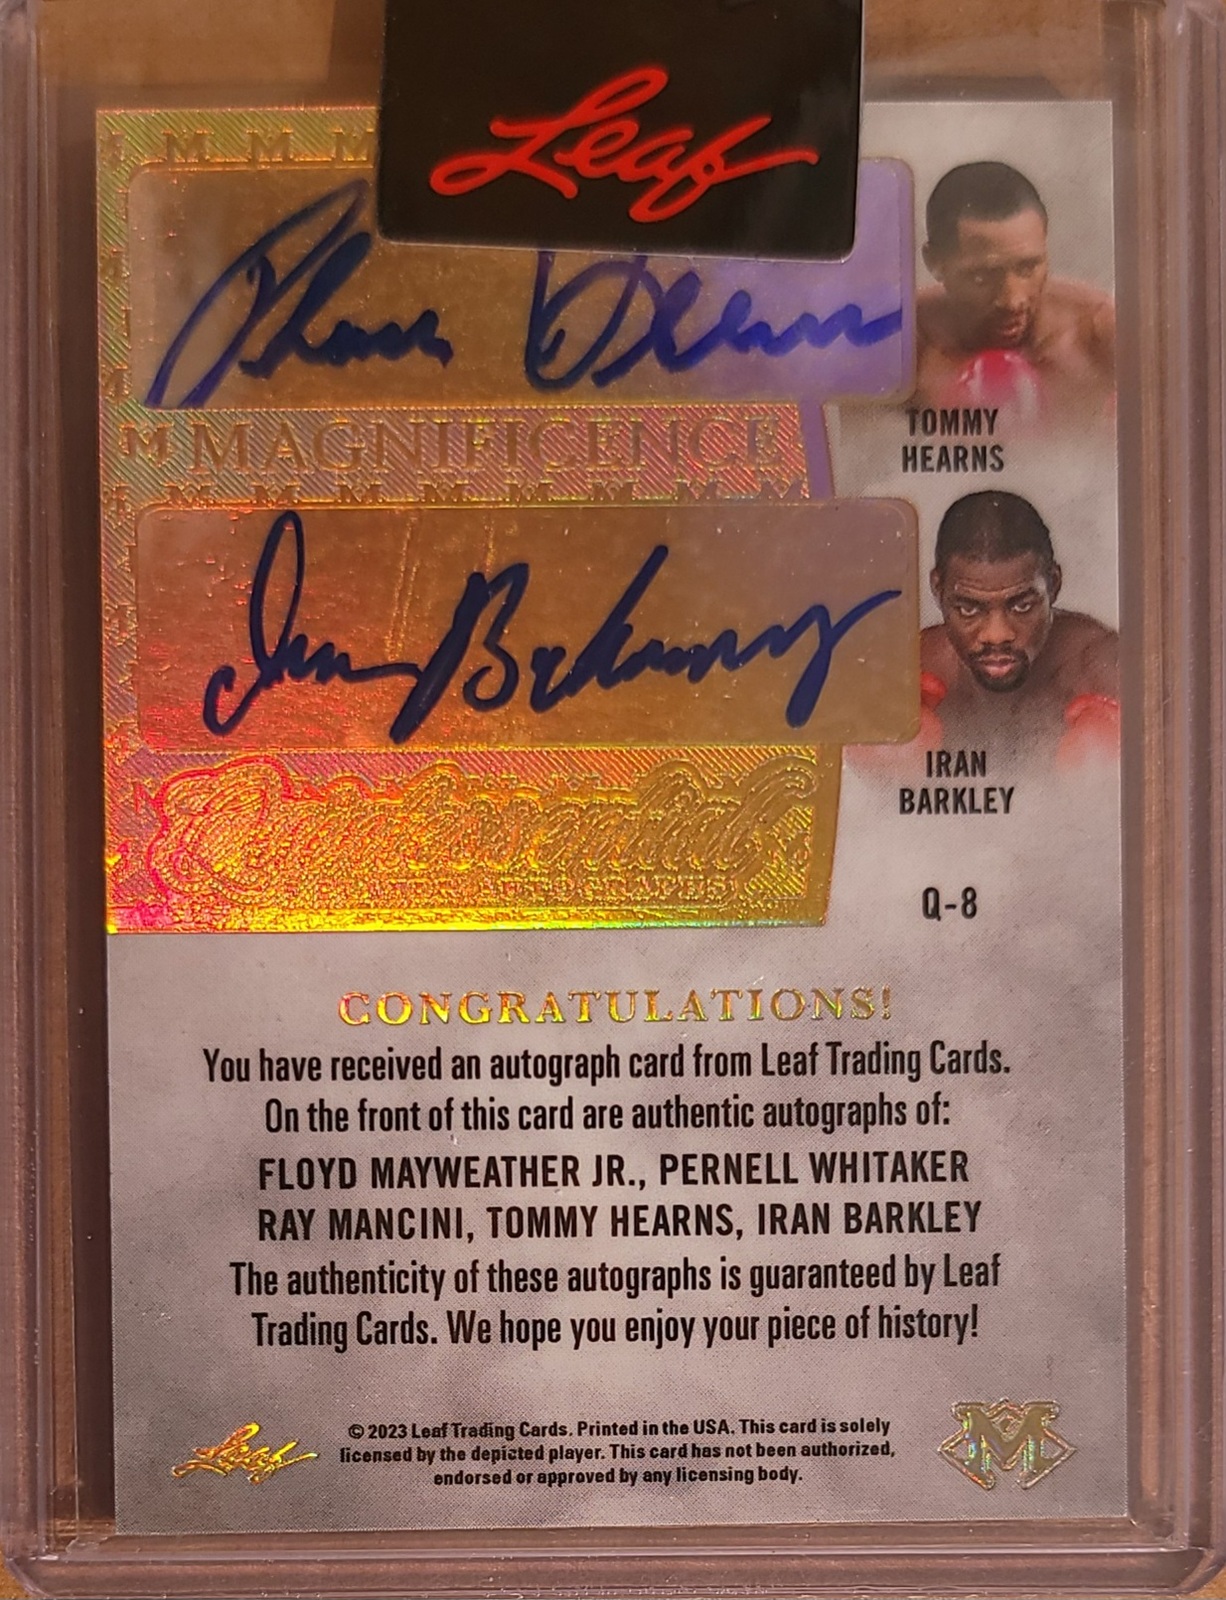 Leaf
Thomas Hearns
TOMMY
HEARNS
MAGNIFICENCE
Iran Barkley
IRAN
BARKLEY
Q-8
CONGRATULATIONS!
You have received an autograph card from Leaf Trading Cards.
On the front of this card are authentic autographs of:
FLOYD MAYWEATHER JR., PERNELL WHITAKER
RAY MANCINI, TOMMY HEARNS, IRAN BARKLEY
The authenticity of these autographs is guaranteed by Leaf
Trading Cards. We hope you enjoy your piece of history!
Leaf
© 2023 Leaf Trading Cards. Printed in the USA. This card is solely
licensed by the depicted player. This card has not been authorized,
endorsed or approved by any licensing body.
M